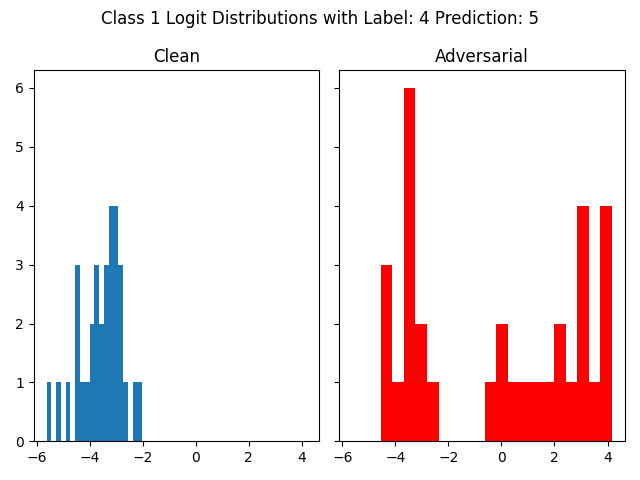 Class 1 Logit Distributions with Label: 4 Prediction: 5
Clean
Adversarial
6
5
4
3
2
1
0
−6 −4 −2 0 2 4
−6 −4 −2 0 2 4